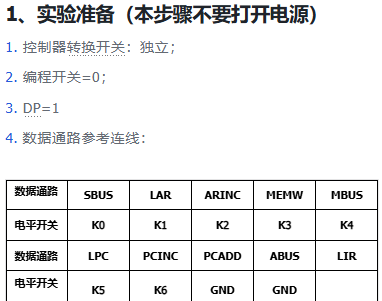 1、实验准备（本步骤不要打开电源）
1. 控制器转换开关：独立；
2. 编程开关=0；
3. DP=1
4. 数据通路参考连线：
数据通路 SBUS LAR ARINC MEMW MBUS
电平开关 K0 K1 K2 K3 K4
数据通路 LPC PCINC PCADD ABUS LIR
电平开关 K5 K6 GND GND